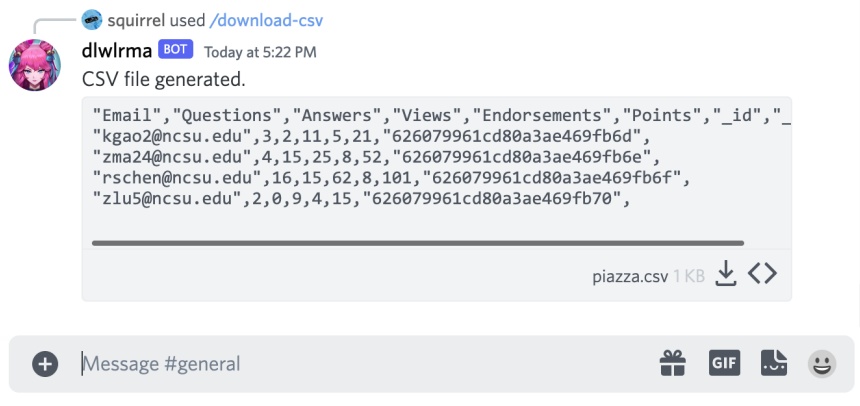 squirrel used /download-csv
dlwlrma BOT Today at 5:22 PM
CSV file generated.
"Email","Questions","Answers","Views","Endorsements","Points","_id","_
"kgao2@ncsu.edu",3,2,11,5,21,"626079961cd80a3ae469fb6d",
"zma24@ncsu.edu",4,15,25,8,52,"626079961cd80a3ae469fb6e",
"rschen@ncsu.edu",16,15,62,8,101,"626079961cd80a3ae469fb6f",
"zlu5@ncsu.edu",2,0,9,4,15,"626079961cd80a3ae469fb70",
piazza.csv 1 KB
Message #general
GIF